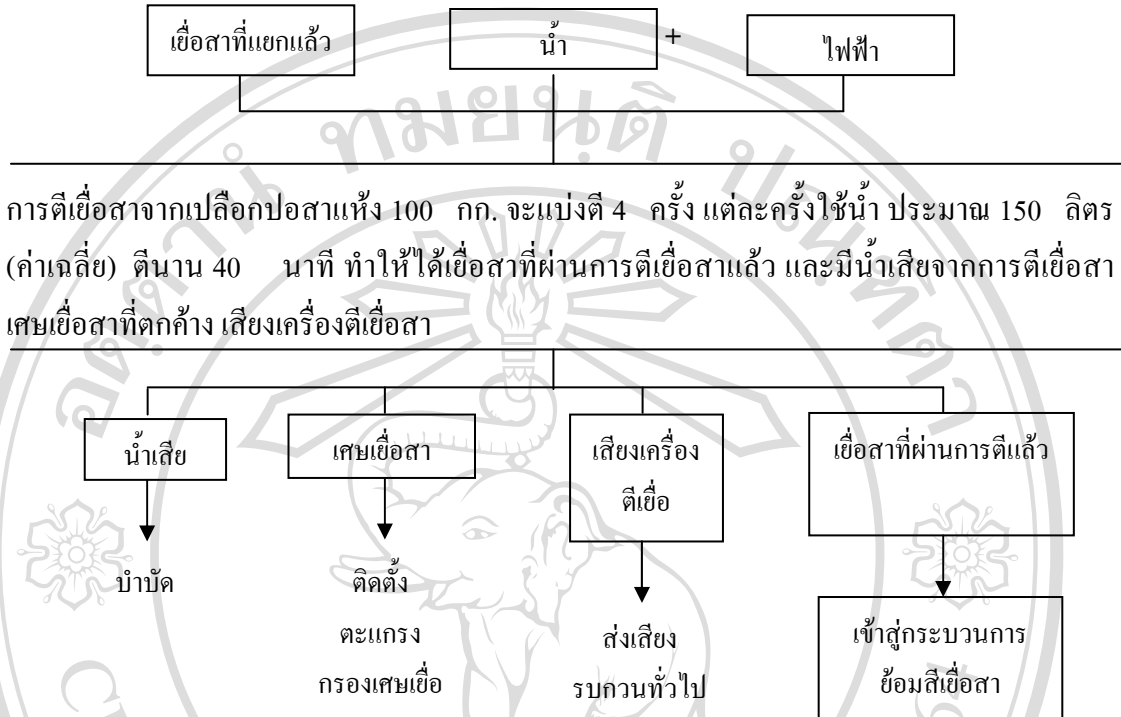 เยื่อสาที่แยกแล้ว
น้ำ
+
ไฟฟ้า
การตีเยื่อสาจากเปลือกปอสาแห้ง 100 กก. จะแบ่งตี 4 ครั้ง แต่ละครั้งใช้น้ำ ประมาณ 150 ลิตร
(ค่าเฉลี่ย) ตีนาน 40 นาที ทำให้ได้เยื่อสาที่ผ่านการตีเยื่อสาแล้ว และมีน้ำเสียจากการตีเยื่อสา
เศษเยื่อสาที่ตกค้าง เสียงเครื่องตีเยื่อสา
น้ำเสีย
เศษเยื่อสา
เสียงเครื่อง
ตีเยื่อ
เยื่อสาที่ผ่านการตีแล้ว
บำบัด
ติดตั้ง
ตะแกรง
กรองเศษเยื่อ
ส่งเสียง
รบกวนทั่วไป
เข้าสู่กระบวนการ
ย้อมสีเยื่อสา